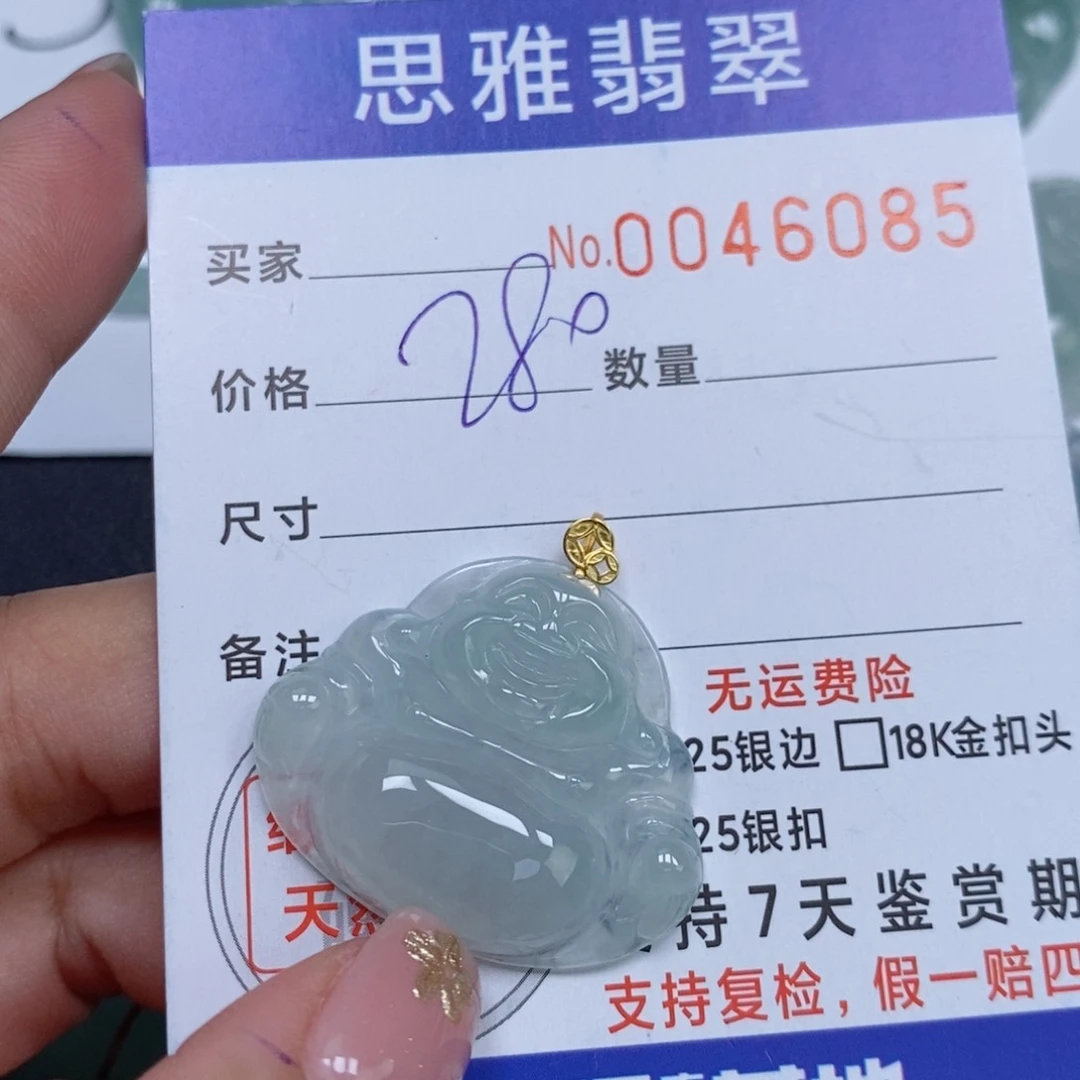 思雅翡翠
No.0046085
买家
价格 数量
尺寸
备注
无运费险
25银边 □18K金扣头
25银扣
天然
持7天鉴赏期
支持复检，假一赔四